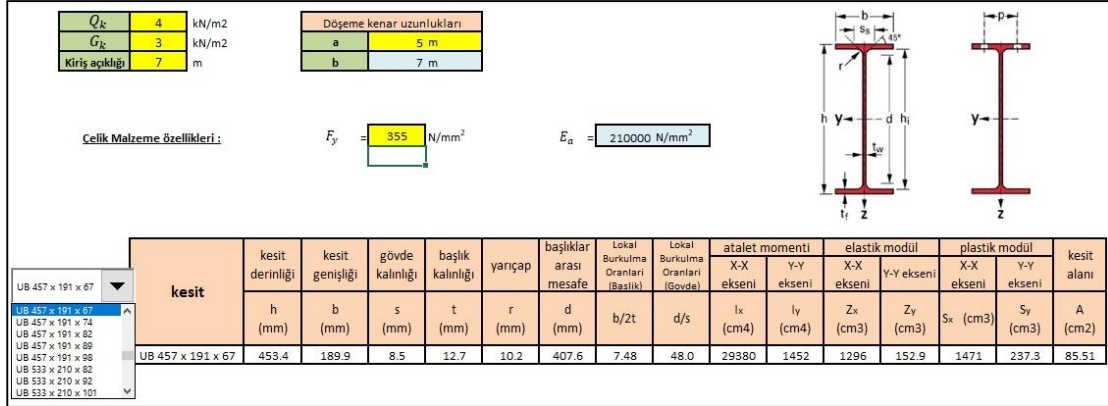 Qk 4 kN/m2
Gk 3 kN/m2
Kiriş açıklığı 7 m
Döşeme kenar uzunlukları
a 5 m
b 7 m
Çelik Malzeme özellikleri :
Fy = 355 N/mm²
Ea = 210000 N/mm²
b
ss
45°
r
h
y
d
hi
tw
tf
z
p
y
z
kesit
kesit derinliği
kesit genişliği
gövde kalınlığı
başlık kalınlığı
yarıçap
başlıklar arası mesafe
Lokal Burkulma Oranlari (Baslik)
Lokal Burkulma Oranlari (Govde)
atalet momenti
elastik modül
plastik modül
kesit alanı
X-X ekseni
Y-Y ekseni
X-X ekseni
Y-Y ekseni
X-X ekseni
Y-Y ekseni
h (mm)
b (mm)
s (mm)
t (mm)
r (mm)
d (mm)
b/2t
d/s
Ix (cm4)
Iy (cm4)
Zx (cm3)
Zy (cm3)
Sx (cm3)
Sy (cm3)
A (cm2)
UB 457 x 191 x 67 453.4 189.9 8.5 12.7 10.2 407.6 7.48 48.0 29380 1452 1296 152.9 1471 237.3 85.51
UB 457 x 191 x 67
UB 457 x 191 x 67
UB 457 x 191 x 74
UB 457 x 191 x 82
UB 457 x 191 x 89
UB 457 x 191 x 98
UB 533 x 210 x 82
UB 533 x 210 x 92
UB 533 x 210 x 101